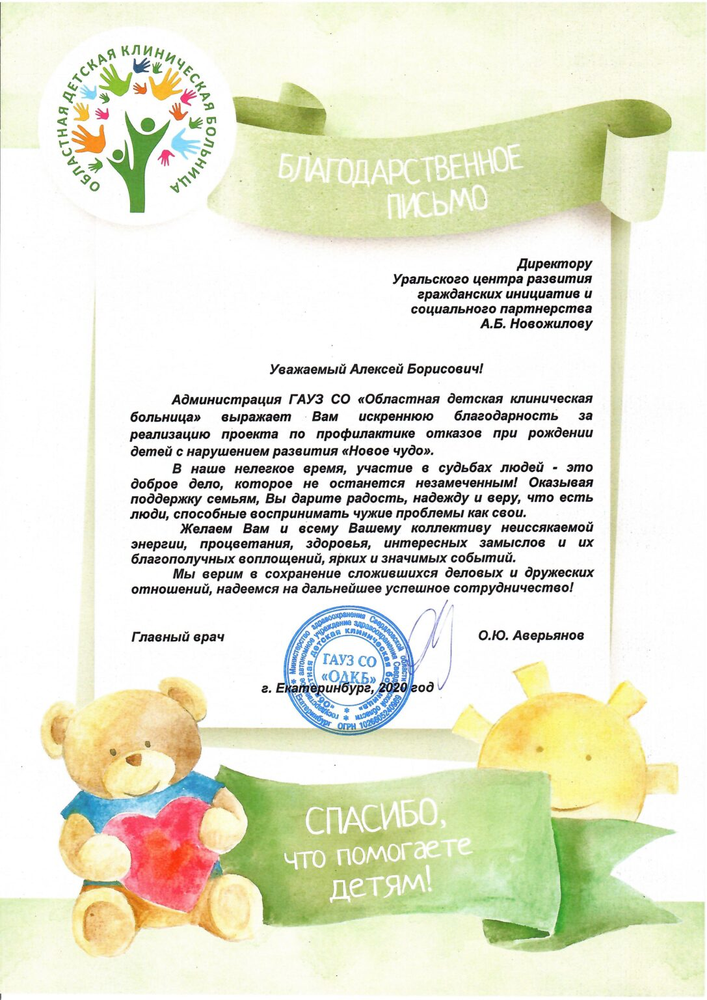 ОБЛАСТНАЯ ДЕТСКАЯ КЛИНИЧЕСКАЯ БОЛЬНИЦА
БЛАГОДАРСТВЕННОЕ
ПИСЬМО
Директору
Уральского центра развития
гражданских инициатив и
социального партнерства
А.Б. Новожилову
Уважаемый Алексей Борисович!
Администрация ГАУЗ СО «Областная детская клиническая
больница» выражает Вам искреннюю благодарность за
реализацию проекта по профилактике отказов при рождении
детей с нарушением развития «Новое чудо».
В наше нелегкое время, участие в судьбах людей - это
доброе дело, которое не останется незамеченным! Оказывая
поддержку семьям, Вы дарите радость, надежду и веру, что есть
люди, способные воспринимать чужие проблемы как свои.
Желаем Вам и всему Вашему коллективу неиссякаемой
энергии, процветания, здоровья, интересных замыслов и их
благополучных воплощений, ярких и значимых событий.
Мы верим в сохранение сложившихся деловых и дружеских
отношений, надеемся на дальнейшее успешное сотрудничество!
Главный врач
О.Ю. Аверьянов
Министерство здравоохранения Свердловской области
г.Екатеринбург ОГРН 1026605240969
государственное автономное учреждение здравоохранения Свердловской области
«Областная детская клиническая больница»
ГАУЗ СО
«ОДКБ»
г. Екатеринбург, 2020 год
СПАСИБО,
что помогаете
детям!